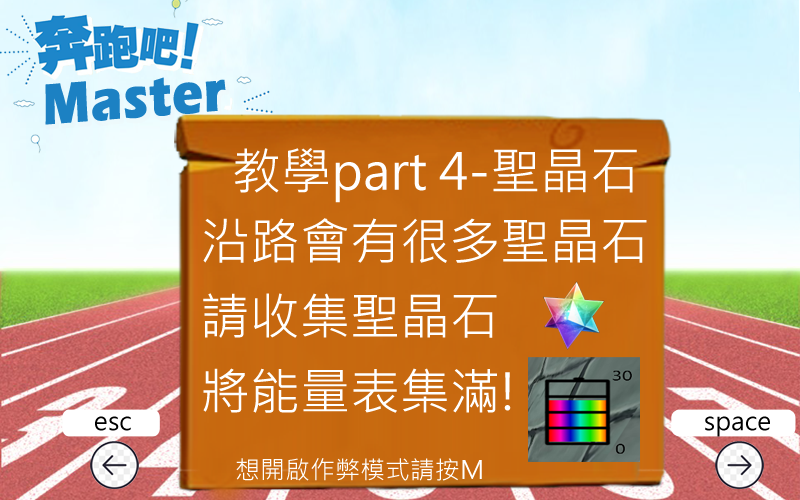 奔跑吧!
Master
教學part 4-聖晶石
沿路會有很多聖晶石
請收集聖晶石
將能量表集滿!
30
0
esc
space
想開啟作弊模式請按M